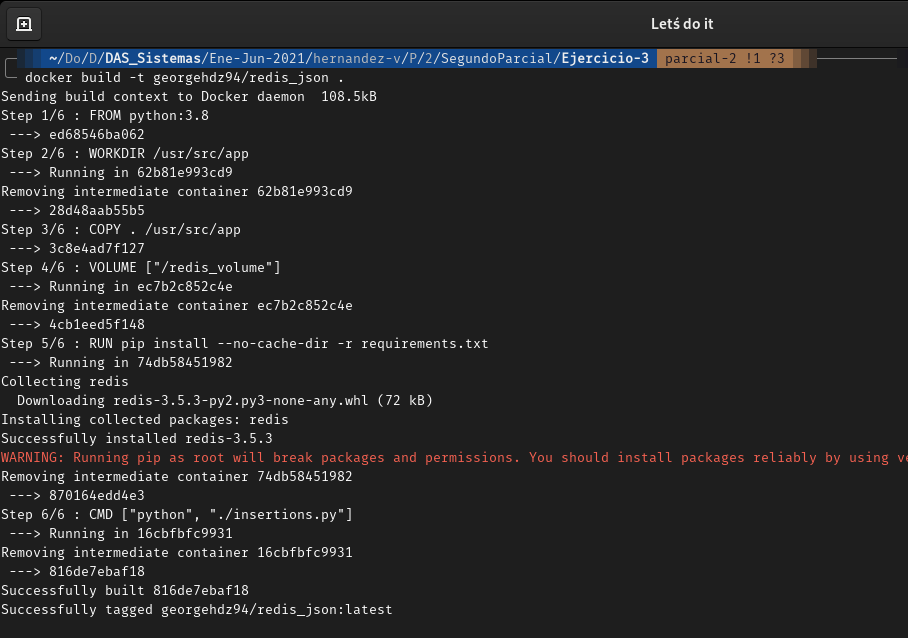 Letś do it
~/Do/D/DAS_Sistemas/Ene-Jun-2021/hernandez-v/P/2/SegundoParcial/Ejercicio-3 parcial-2 !1 ?3
docker build -t georgehdz94/redis_json .
Sending build context to Docker daemon  108.5kB
Step 1/6 : FROM python:3.8
 ---> ed68546ba062
Step 2/6 : WORKDIR /usr/src/app
 ---> Running in 62b81e993cd9
Removing intermediate container 62b81e993cd9
 ---> 28d48aab55b5
Step 3/6 : COPY . /usr/src/app
 ---> 3c8e4ad7f127
Step 4/6 : VOLUME ["/redis_volume"]
 ---> Running in ec7b2c852c4e
Removing intermediate container ec7b2c852c4e
 ---> 4cb1eed5f148
Step 5/6 : RUN pip install --no-cache-dir -r requirements.txt
 ---> Running in 74db58451982
Collecting redis
  Downloading redis-3.5.3-py2.py3-none-any.whl (72 kB)
Installing collected packages: redis
Successfully installed redis-3.5.3
WARNING: Running pip as root will break packages and permissions. You should install packages reliably by using
Removing intermediate container 74db58451982
 ---> 870164edd4e3
Step 6/6 : CMD ["python", "./insertions.py"]
 ---> Running in 16cbfbfc9931
Removing intermediate container 16cbfbfc9931
 ---> 816de7ebaf18
Successfully built 816de7ebaf18
Successfully tagged georgehdz94/redis_json:latest